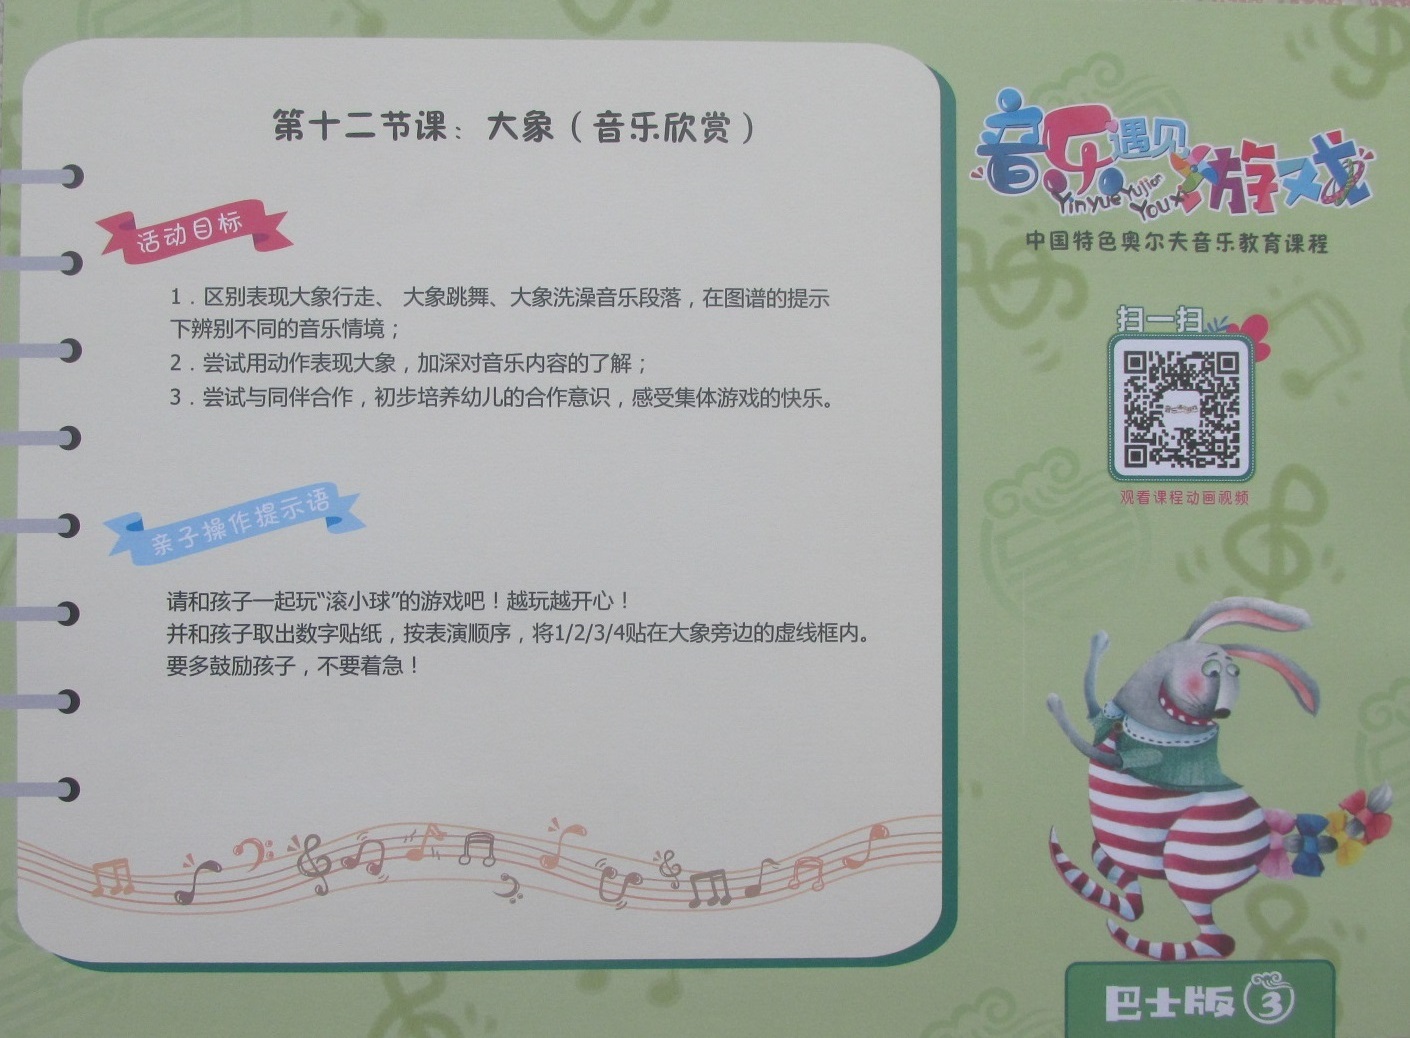 第十二节课：大象（音乐欣赏）
活动目标
1．区别表现大象行走、 大象跳舞、大象洗澡音乐段落，在图谱的提示
下辨别不同的音乐情境；
2．尝试用动作表现大象，加深对音乐内容的了解；
3．尝试与同伴合作，初步培养幼儿的合作意识，感受集体游戏的快乐。
亲子操作提示语
请和孩子一起玩“滚小球”的游戏吧！越玩越开心！
并和孩子取出数字贴纸，按表演顺序，将1/2/3/4贴在大象旁边的虚线框内。
要多鼓励孩子，不要着急！
音乐遇见游戏
YinyueYujianYouxi
中国特色奥尔夫音乐教育课程
扫一扫
观看课程动画视频
巴士版 3